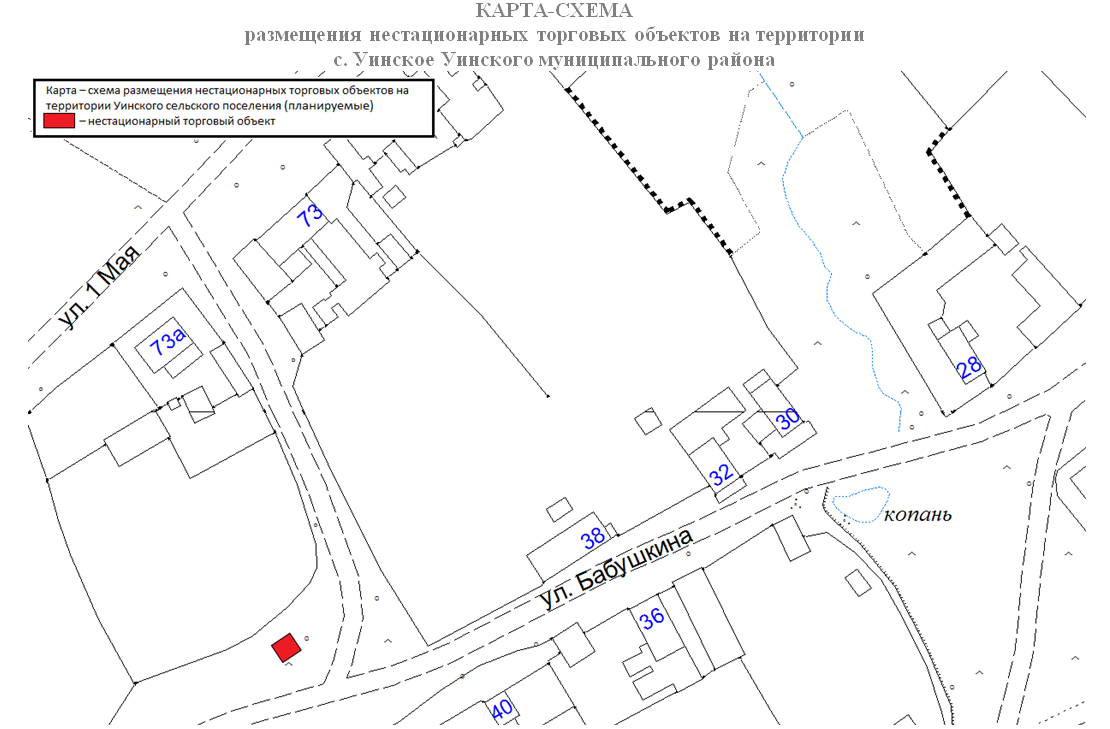 КАРТА-СХЕМА
размещения нестационарных торговых объектов на территории
с. Уинское Уинского муниципального района
Карта – схема размещения нестационарных торговых объектов на
территории Уинского сельского поселения (планируемые)
– нестационарный торговый объект
73
ул. 1 Мая
73а
28
30
32
38
копань
ул. Бабушкина
36
40